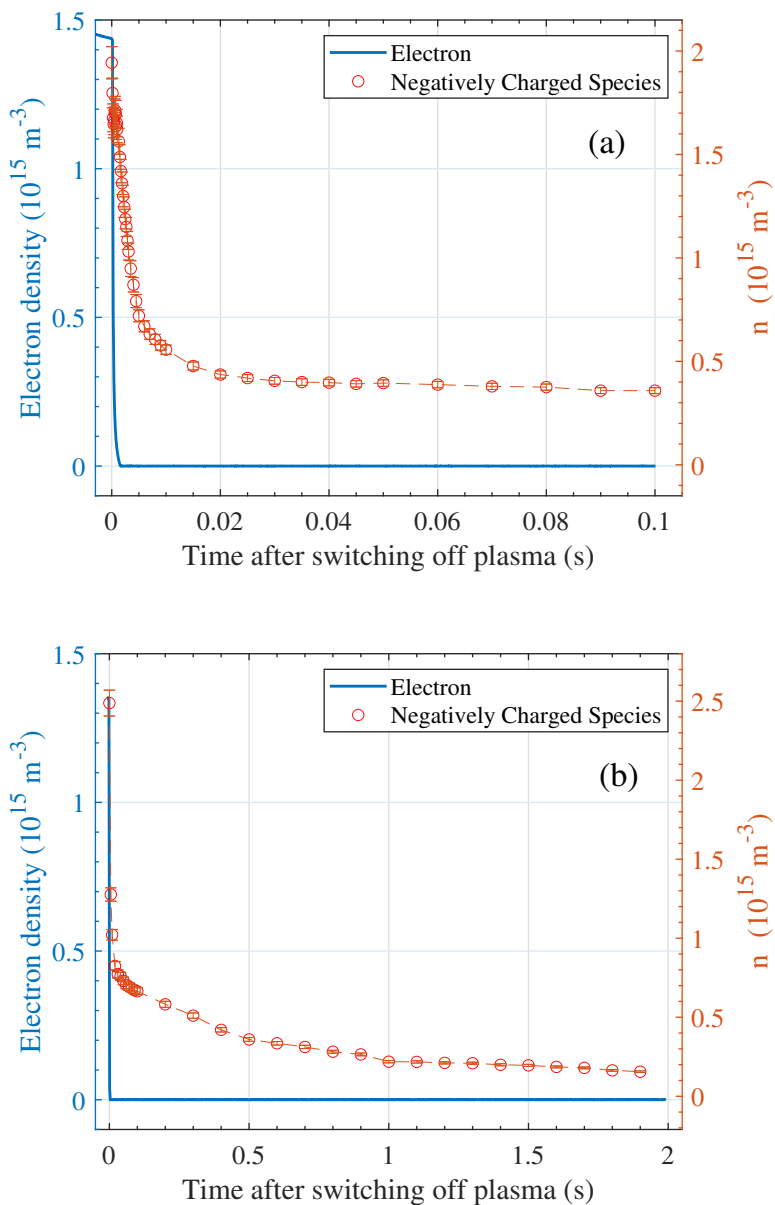 Electron
Negatively Charged Species
(a)
1.5
1
0.5
0
Electron density (10^15 m^-3)
2
1.5
1
0.5
0
n (10^15 m^-3)
0 0.02 0.04 0.06 0.08 0.1
Time after switching off plasma (s)
Electron
Negatively Charged Species
(b)
1.5
1
0.5
0
Electron density (10^15 m^-3)
2.5
2
1.5
1
0.5
0
n (10^15 m^-3)
0 0.5 1 1.5 2
Time after switching off plasma (s)